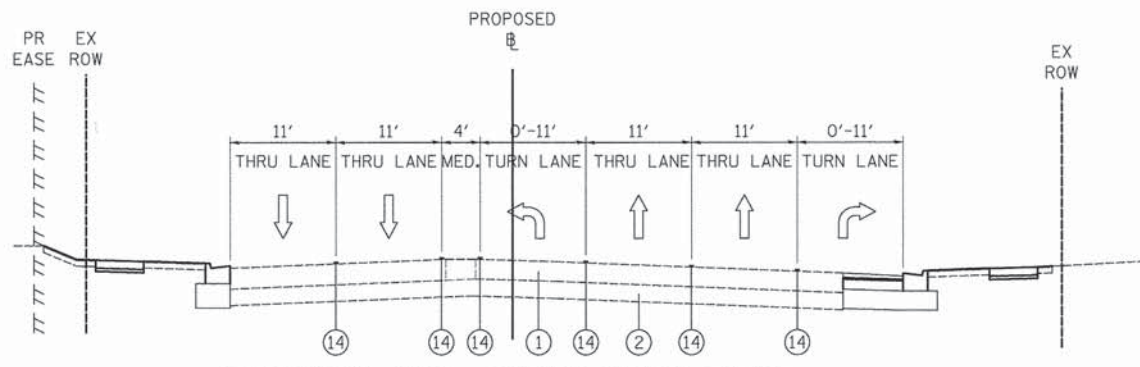 PROPOSED
℄
PR
EASE
EX
ROW
EX
ROW
11' 11' 4' 0'-11' 11' 11' 0'-11'
THRU LANE THRU LANE MED. TURN LANE THRU LANE THRU LANE TURN LANE
14 14 14 1 14 2 14 14